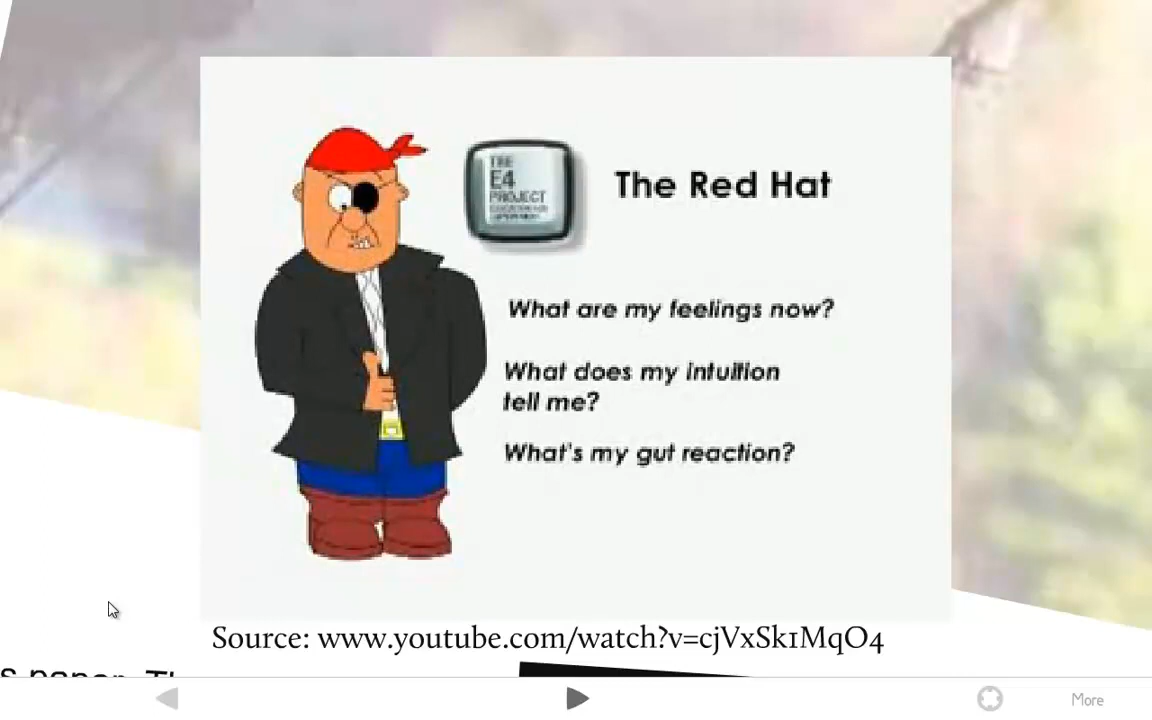 THE
E4
PROJECT
The Red Hat
What are my feelings now?
What does my intuition
tell me?
What's my gut reaction?
Source: www.youtube.com/watch?v=cjVxSk1MqO4
More